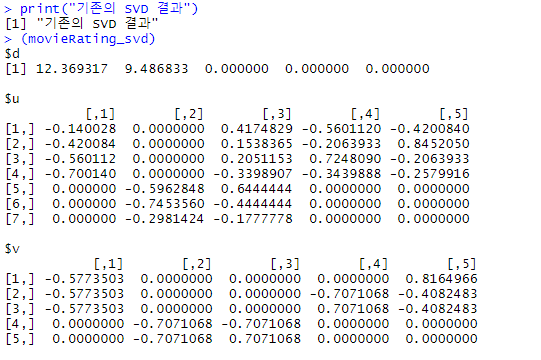 > print("기존의 SVD 결과")
[1] "기존의 SVD 결과"
> (movieRating_svd)
$d
[1] 12.369317  9.486833  0.000000  0.000000  0.000000

$u
          [,1]       [,2]       [,3]       [,4]       [,5]
[1,] -0.140028  0.0000000  0.4174829 -0.5601120 -0.4200840
[2,] -0.420084  0.0000000  0.1538365 -0.2063933  0.8452050
[3,] -0.560112  0.0000000  0.2051153  0.7248090 -0.2063933
[4,] -0.700140  0.0000000 -0.3398907 -0.3439888 -0.2579916
[5,]  0.000000 -0.5962848  0.6444444  0.0000000  0.0000000
[6,]  0.000000 -0.7453560 -0.4444444  0.0000000  0.0000000
[7,]  0.000000 -0.2981424 -0.1777778  0.0000000  0.0000000

$v
           [,1]       [,2]       [,3]       [,4]       [,5]
[1,] -0.5773503  0.0000000  0.0000000  0.0000000  0.8164966
[2,] -0.5773503  0.0000000  0.0000000 -0.7071068 -0.4082483
[3,] -0.5773503  0.0000000  0.0000000  0.7071068 -0.4082483
[4,]  0.0000000 -0.7071068 -0.7071068  0.0000000  0.0000000
[5,]  0.0000000 -0.7071068  0.7071068  0.0000000  0.0000000